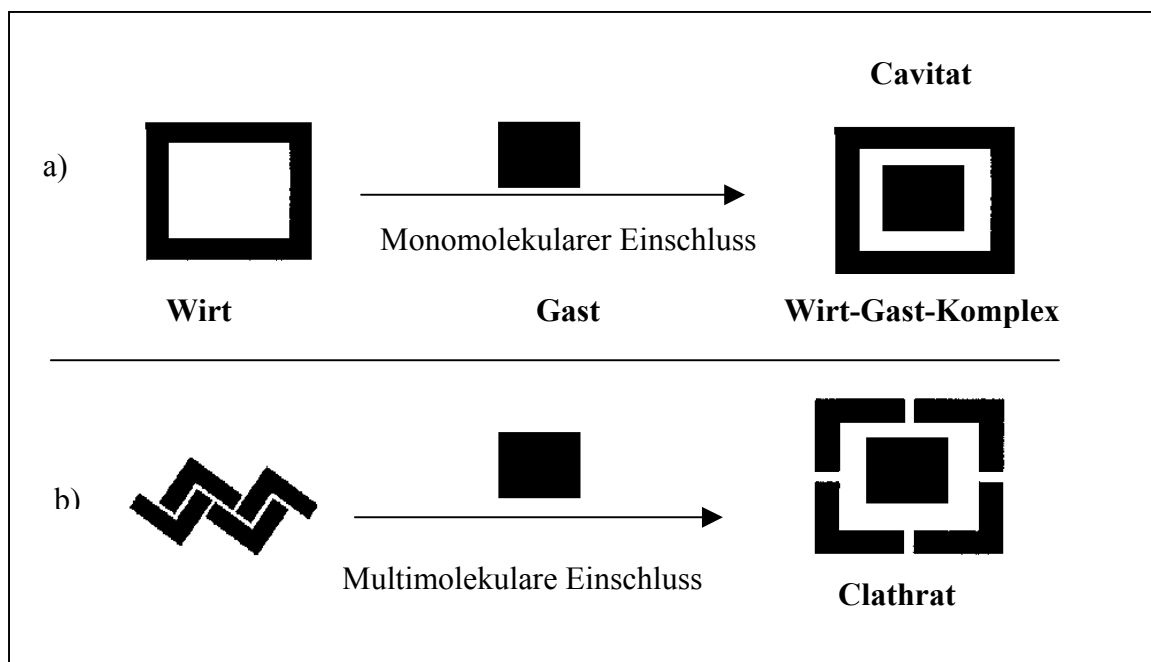 Cavitat
a)
Monomolekularer Einschluss
Wirt
Gast
Wirt-Gast-Komplex
b)
Multimolekulare Einschluss
Clathrat